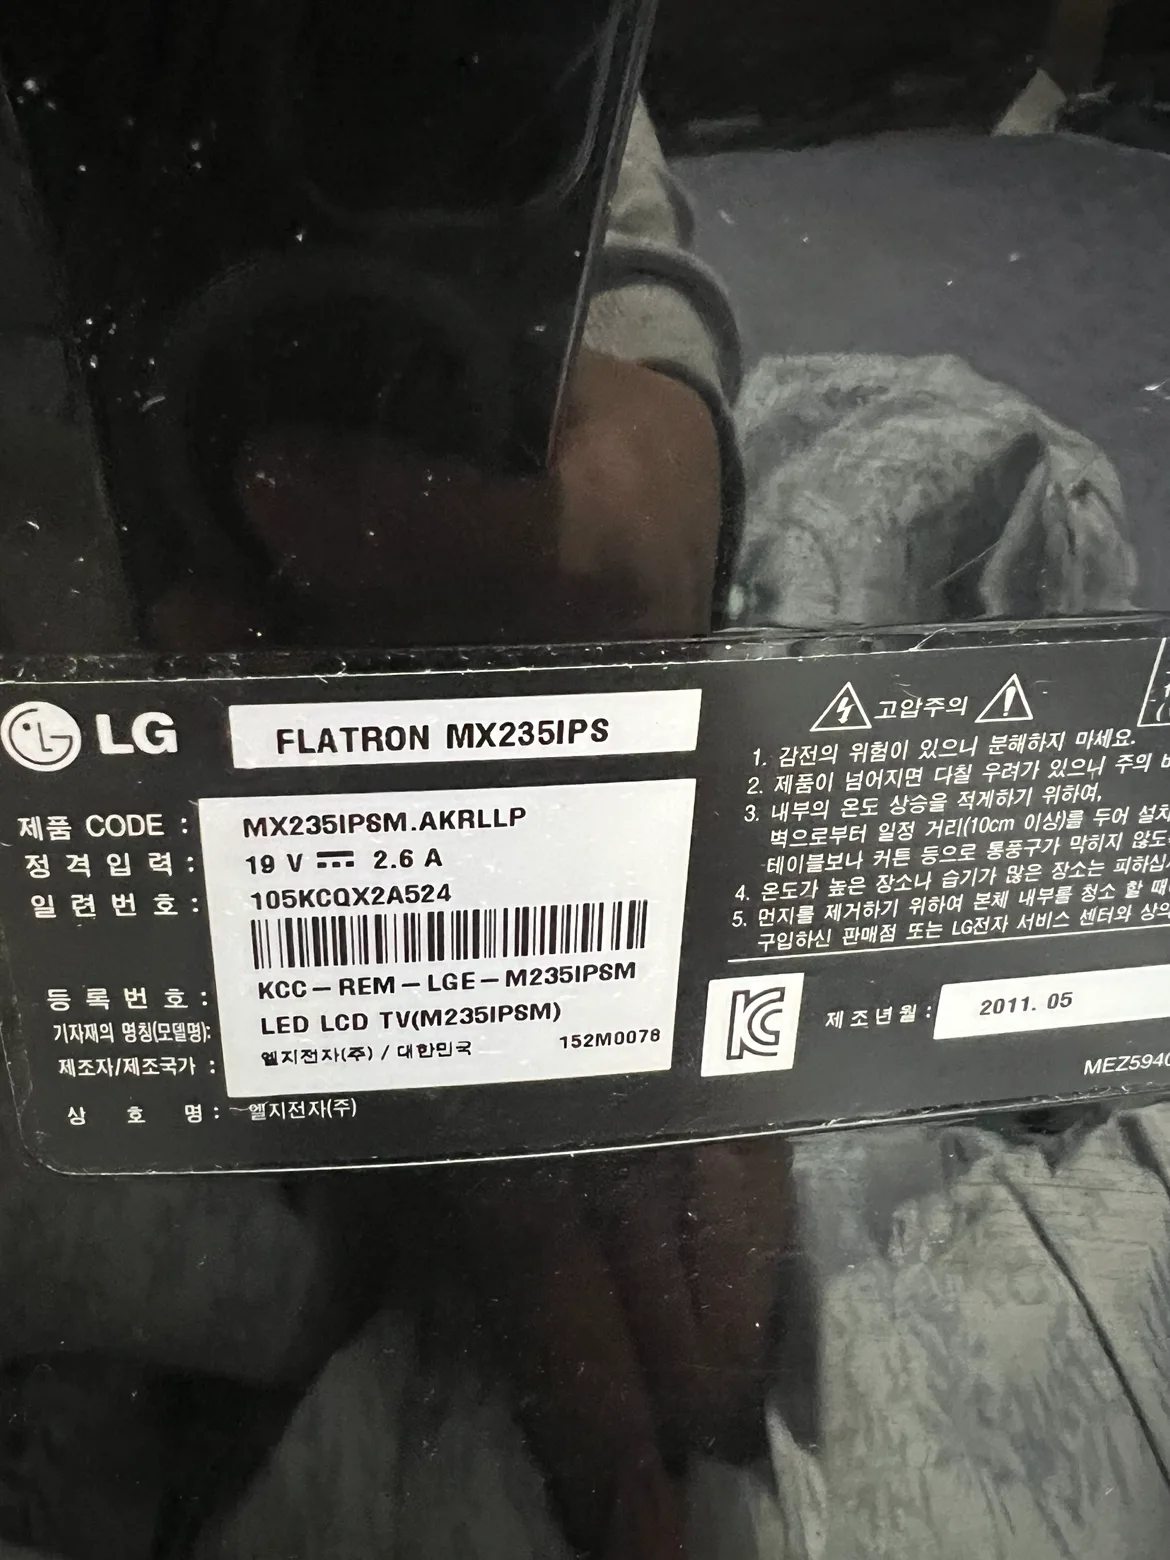 LG
FLATRON MX235IPS
제품 CODE : MX235IPSM.AKRLLP
정격입력 : 19 V 2.6 A
일련번호 : 105KCQX2A524
등록번호 : KCC-REM-LGE-M235IPSM
기자재의 명칭(모델명): LED LCD TV(M235IPSM)
제조자/제조국가 : 엘지전자(주) / 대한민국
152M0078
상호명 : 엘지전자(주)
고압주의
1. 감전의 위험이 있으니 분해하지 마세요.
2. 제품이 넘어지면 다칠 우려가 있으니 주의
3. 내부의 온도 상승을 적게하기 위하여,
벽으로부터 일정 거리(10cm 이상)를 두어
테이블보나 커튼 등으로 통풍구가 막히지
4. 온도가 높은 장소나 습기가 많은 장소는
5. 먼지를 제거하기 위하여 본체 내부를 청소 할
구입하신 판매점 또는 LG전자 서비스 센터와
KC
제조년월 : 2011. 05
MEZ5940